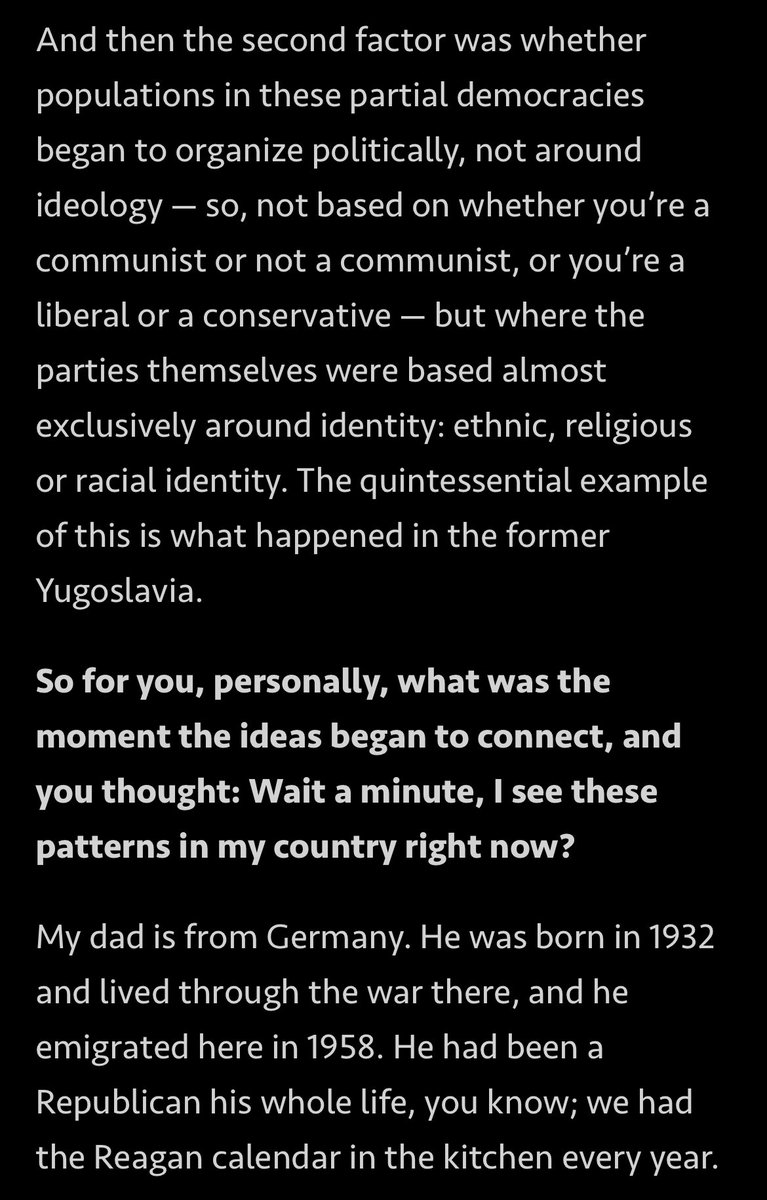 And then the second factor was whether
populations in these partial democracies
began to organize politically, not around
ideology — so, not based on whether you’re a
communist or not a communist, or you’re a
liberal or a conservative — but where the
parties themselves were based almost
exclusively around identity: ethnic, religious
or racial identity. The quintessential example
of this is what happened in the former
Yugoslavia.
So for you, personally, what was the
moment the ideas began to connect, and
you thought: Wait a minute, I see these
patterns in my country right now?
My dad is from Germany. He was born in 1932
and lived through the war there, and he
emigrated here in 1958. He had been a
Republican his whole life, you know; we had
the Reagan calendar in the kitchen every year.